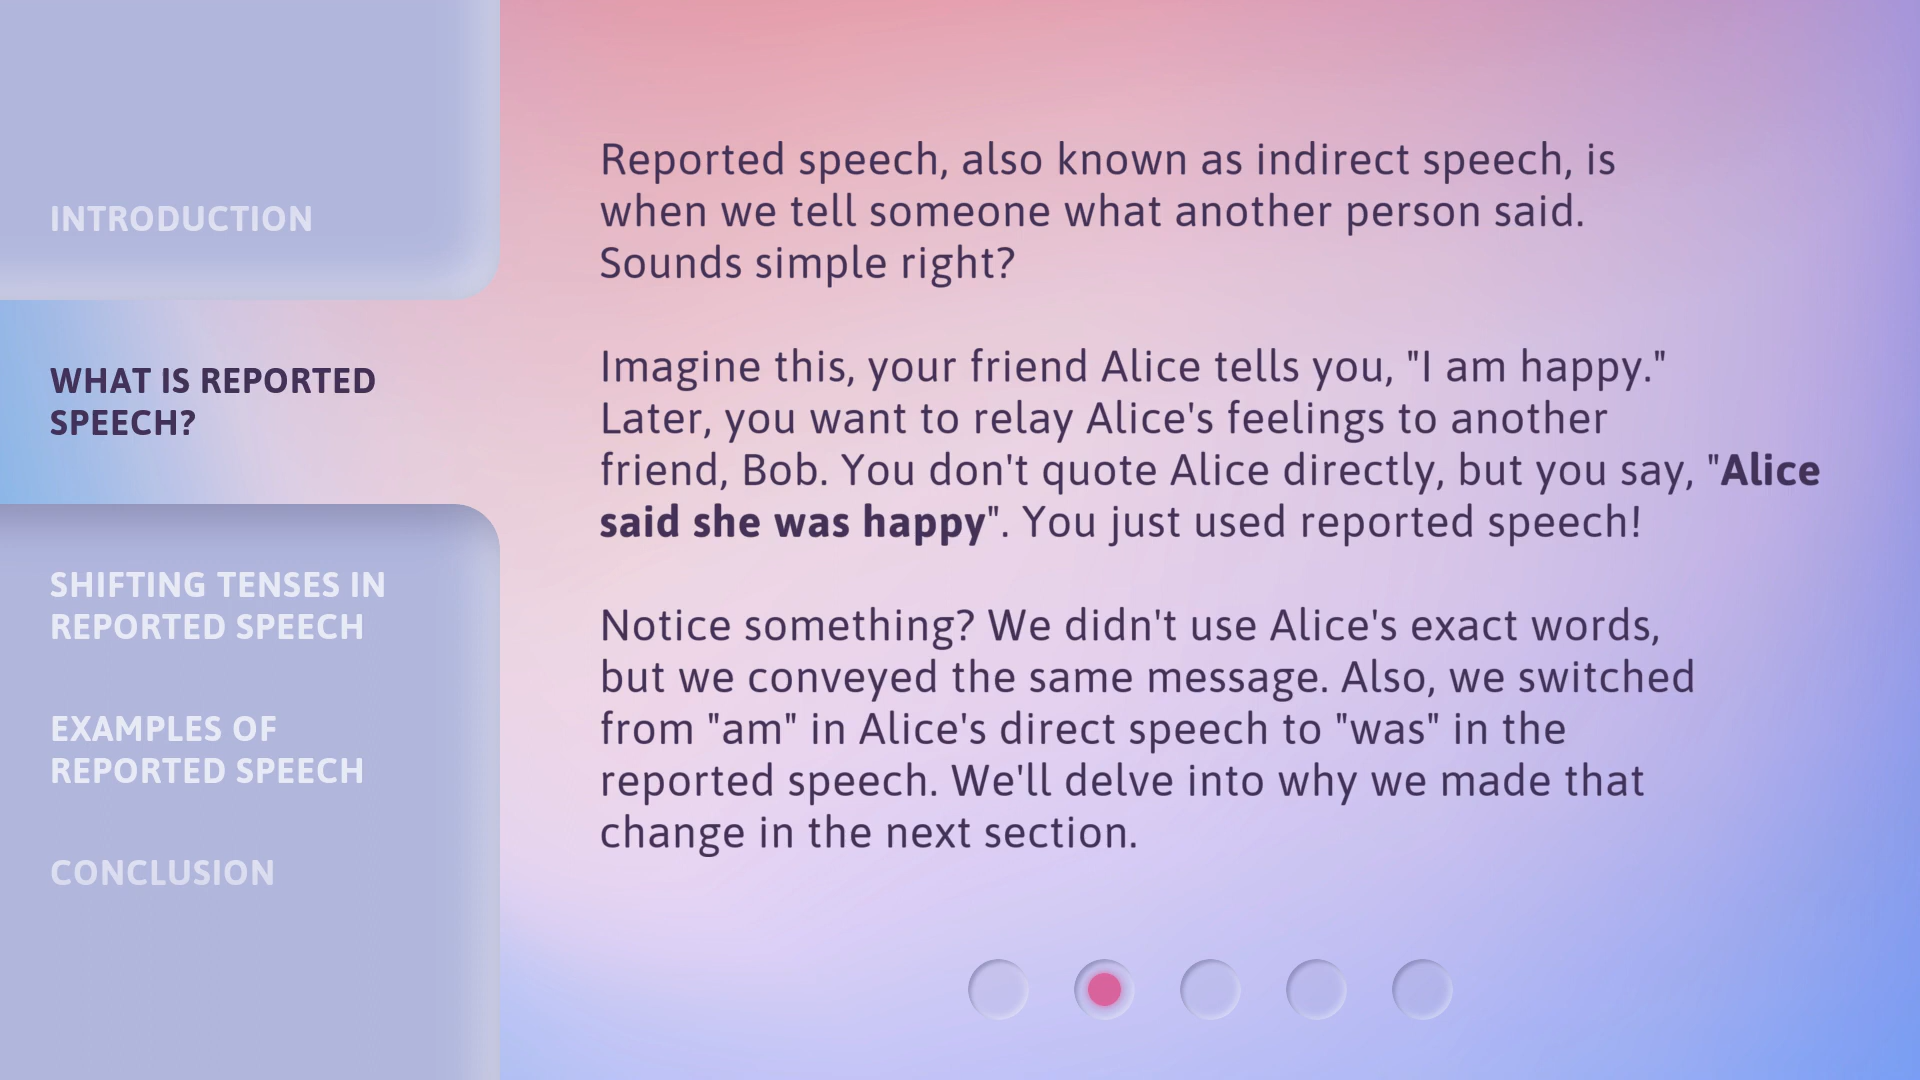 INTRODUCTION
WHAT IS REPORTED
SPEECH?
SHIFTING TENSES IN
REPORTED SPEECH
EXAMPLES OF
REPORTED SPEECH
CONCLUSION
Reported speech, also known as indirect speech, is
when we tell someone what another person said.
Sounds simple right?
Imagine this, your friend Alice tells you, "I am happy."
Later, you want to relay Alice's feelings to another
friend, Bob. You don't quote Alice directly, but you say, "Alice
said she was happy". You just used reported speech!
Notice something? We didn't use Alice's exact words,
but we conveyed the same message. Also, we switched
from "am" in Alice's direct speech to "was" in the
reported speech. We'll delve into why we made that
change in the next section.